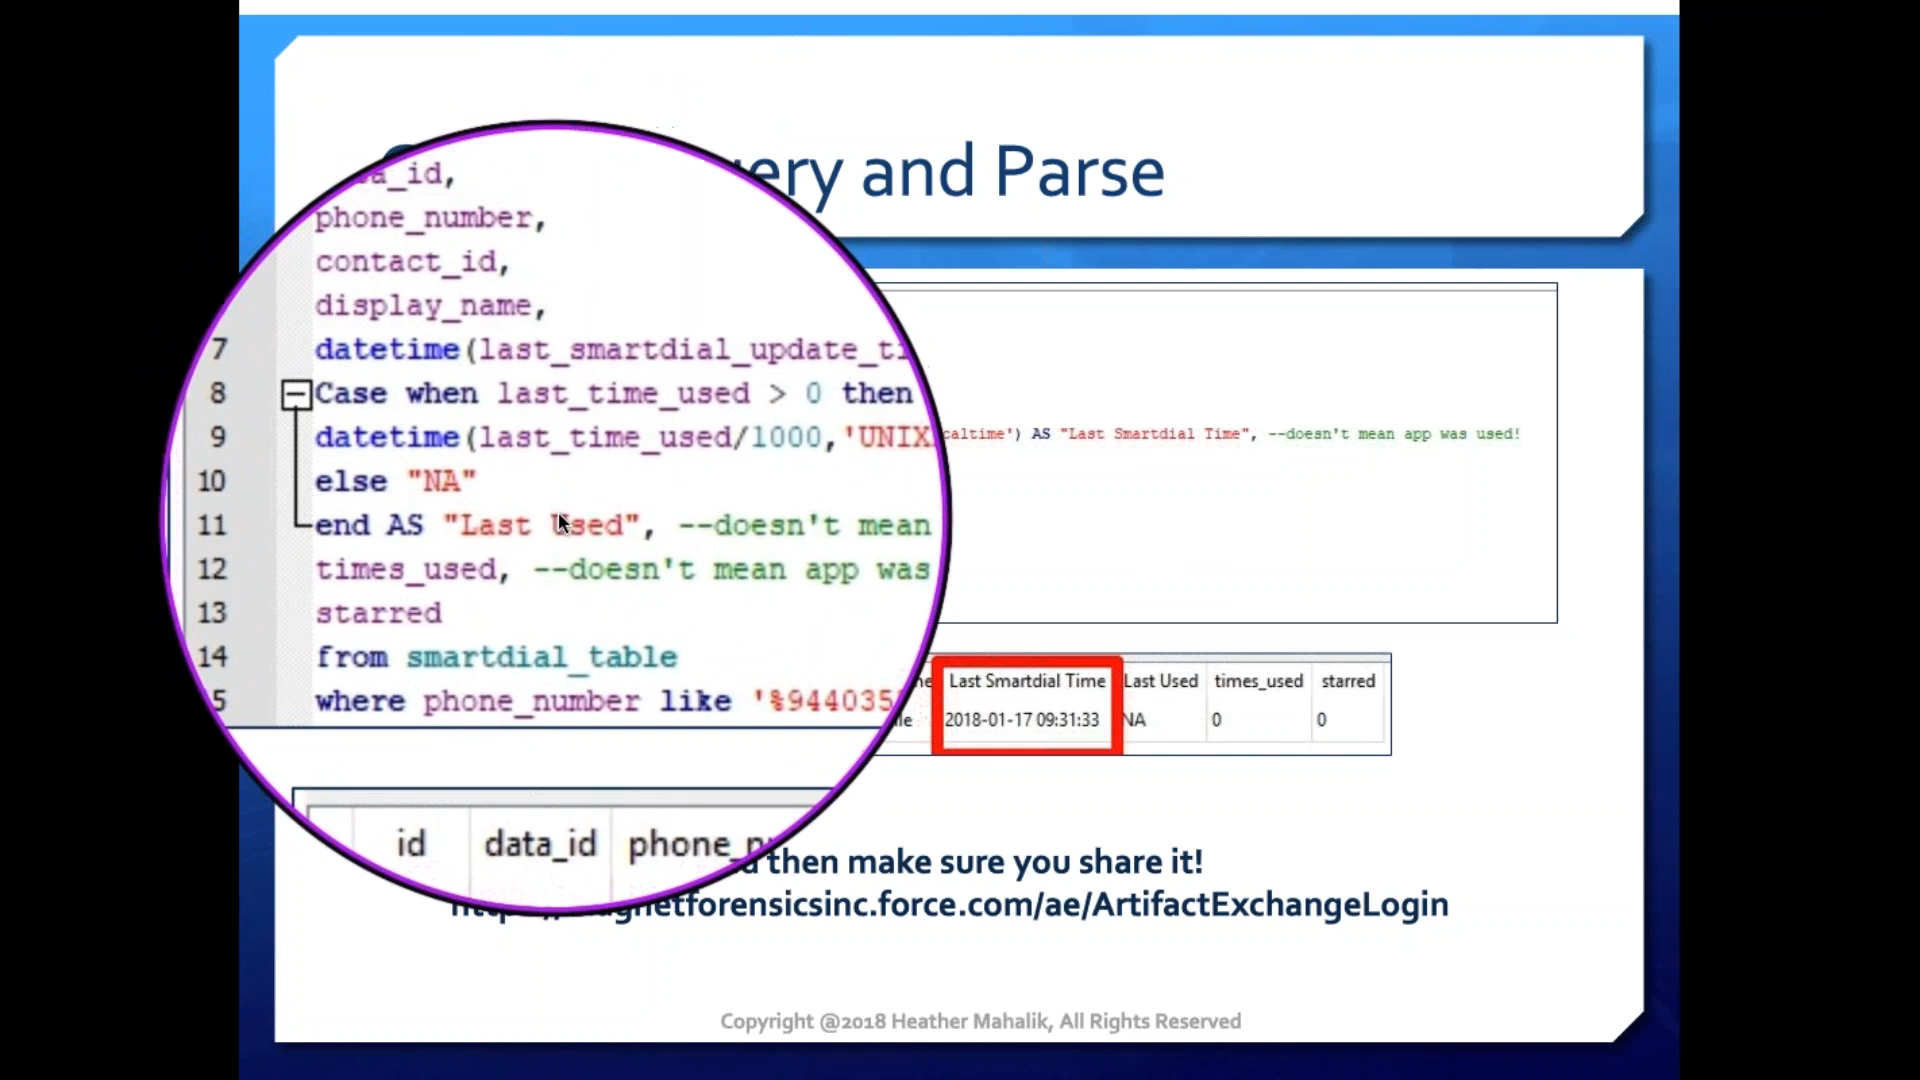 and Parse
phone_number,
contact_id,
display_name,
7 datetime(last_smartdial_update_ti
8 Case when last_time_used > 0 then
9 datetime(last_time_used/1000,'UNIX
caltime') AS "Last Smartdial Time", --doesn't mean app was used!
10 else "NA"
11 end AS "Last Used", --doesn't mean
12 times_used, --doesn't mean app was
13 starred
14 from smartdial_table
5 where phone_number like '%944035
Last Smartdial Time Last Used times_used starred
2018-01-17 09:31:33 NA 0 0
id data_id
then make sure you share it!
netforensicsinc.force.com/ae/ArtifactExchangeLogin
Copyright @2018 Heather Mahalik, All Rights Reserved